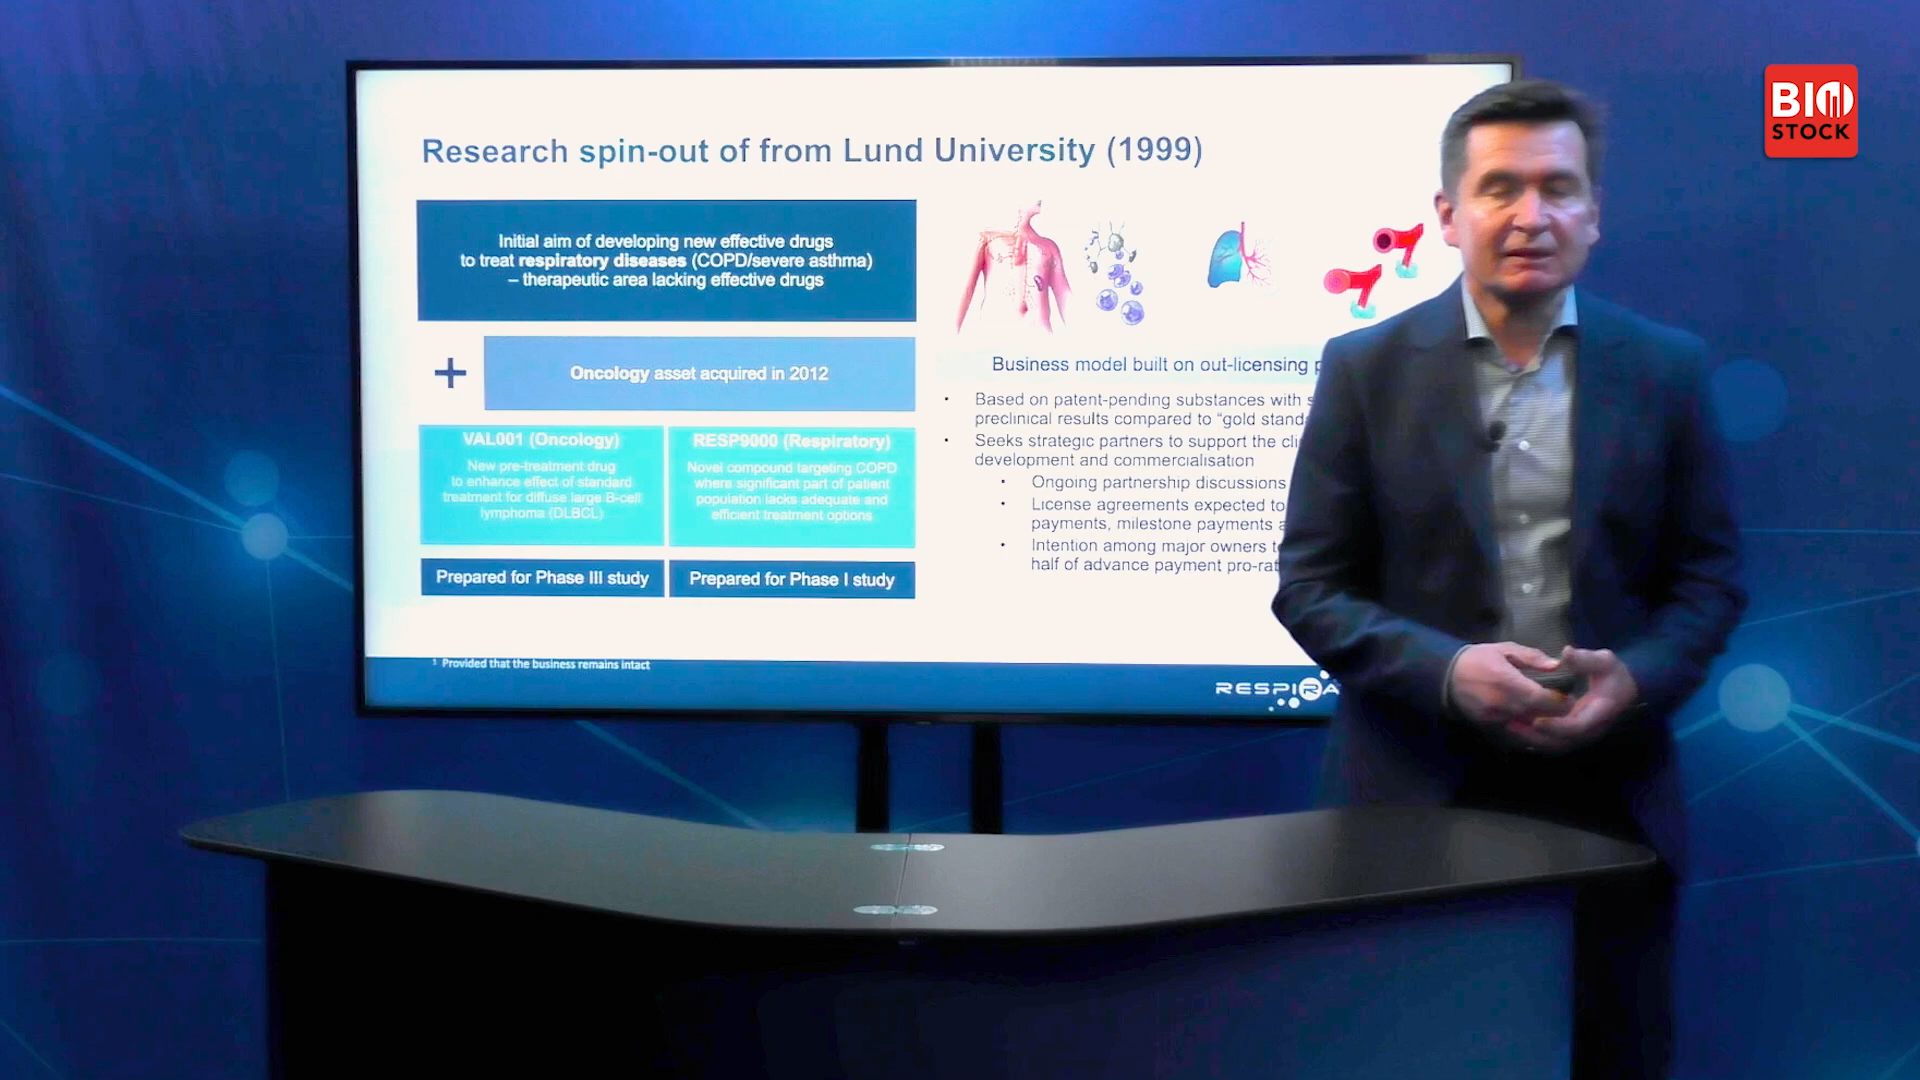 BIO
STOCK
Research spin-out of from Lund University (1999)
Initial aim of developing new effective drugs
to treat respiratory diseases (COPD/severe asthma)
– therapeutic area lacking effective drugs
+
Oncology asset acquired in 2012
VAL001 (Oncology)
New pre-treatment drug
to enhance effect of standard
treatment for diffuse large B-cell
lymphoma (DLBCL)
Prepared for Phase III study
RESP9000 (Respiratory)
Novel compound targeting COPD
where significant part of patient
population lacks adequate and
efficient treatment options
Prepared for Phase I study
Business model built on out-licensing
• Based on patent-pending substances with
preclinical results compared to “gold
• Seeks strategic partners to support the
development and commercialisation
• Ongoing partnership discussions
• License agreements expected to
payments, milestone payments
• Intention among major owners
half of advance payment
¹ Provided that the business remains intact
RESPIRA